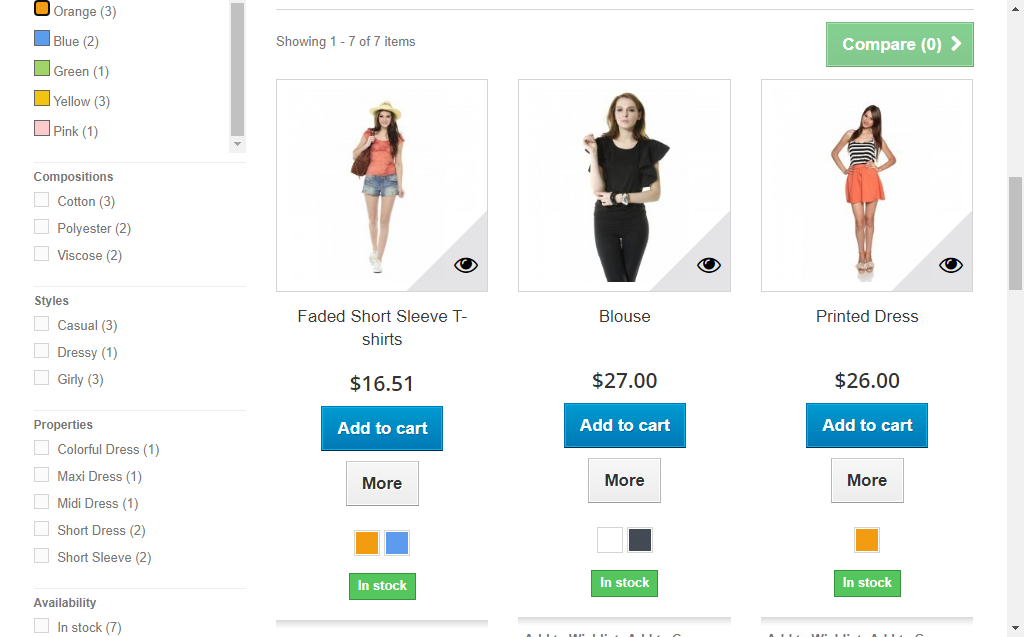 Orange (3)
Blue (2)
Green (1)
Yellow (3)
Pink (1)
Compositions
Cotton (3)
Polyester (2)
Viscose (2)
Styles
Casual (3)
Dressy (1)
Girly (3)
Properties
Colorful Dress (1)
Maxi Dress (1)
Midi Dress (1)
Short Dress (2)
Short Sleeve (2)
Availability
In stock (7)
Showing 1 - 7 of 7 items
Compare (0)
Faded Short Sleeve T-
shirts
$16.51
Add to cart
More
In stock
Blouse
$27.00
Add to cart
More
In stock
Printed Dress
$26.00
Add to cart
More
In stock